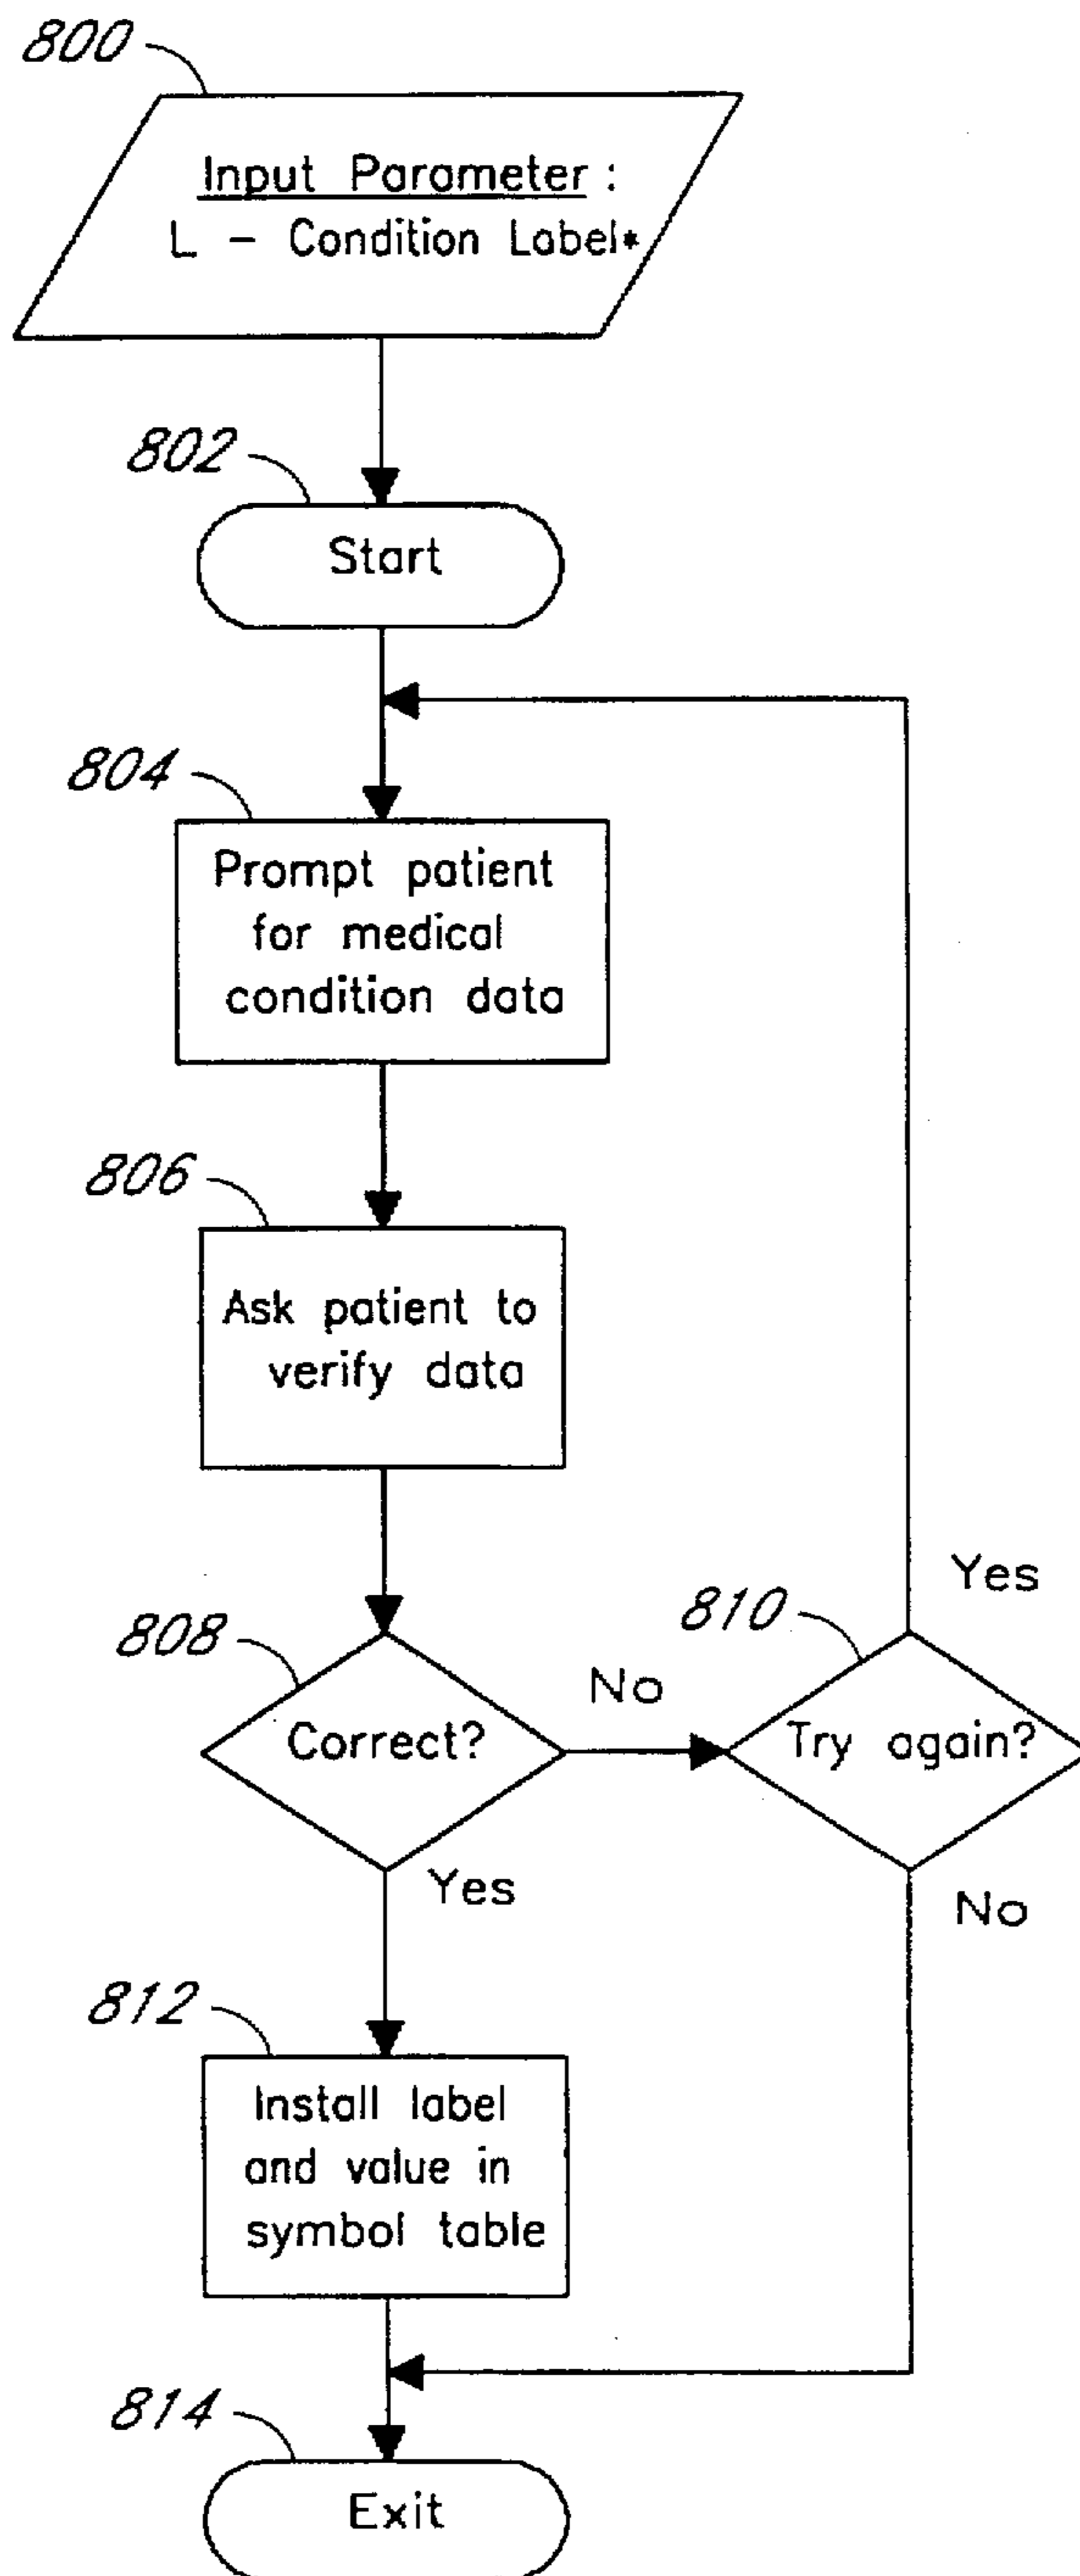 800
Input Parameter :
L - Condition Label*
802
Start
804
Prompt patient
for medical
condition data
806
Ask patient to
verify data
808
Correct?
No
810
Try again?
Yes
Yes
No
812
Install label
and value in
symbol table
814
Exit